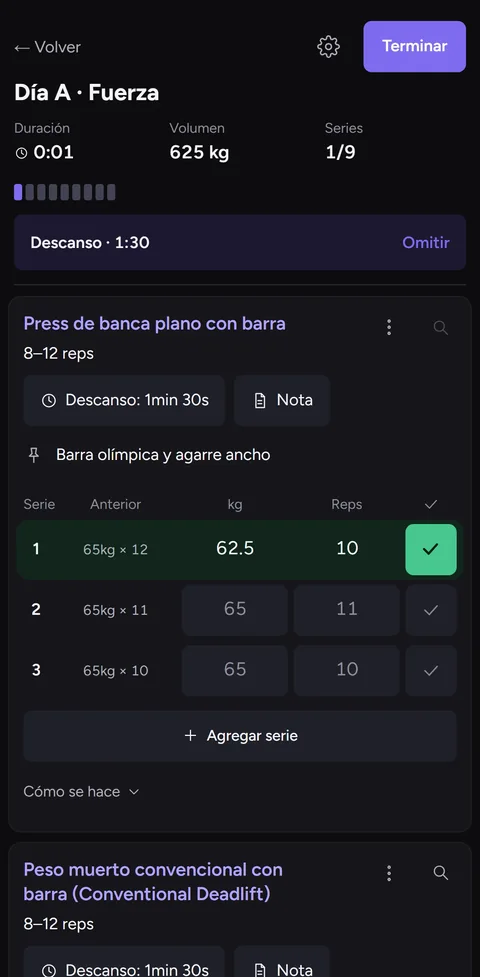 ← Volver
Terminar
Día A · Fuerza
Duración Volumen Series
0:01 625 kg 1/9
Descanso · 1:30 Omitir
Press de banca plano con barra
8–12 reps
Descanso: 1min 30s Nota
Barra olímpica y agarre ancho
Serie Anterior kg Reps ✓
1 65kg × 12 62.5 10 ✓
2 65kg × 11 65 11 ✓
3 65kg × 10 65 10 ✓
+ Agregar serie
Cómo se hace
Peso muerto convencional con
barra (Conventional Deadlift)
8–12 reps
Descanso: 1min 30s Nota